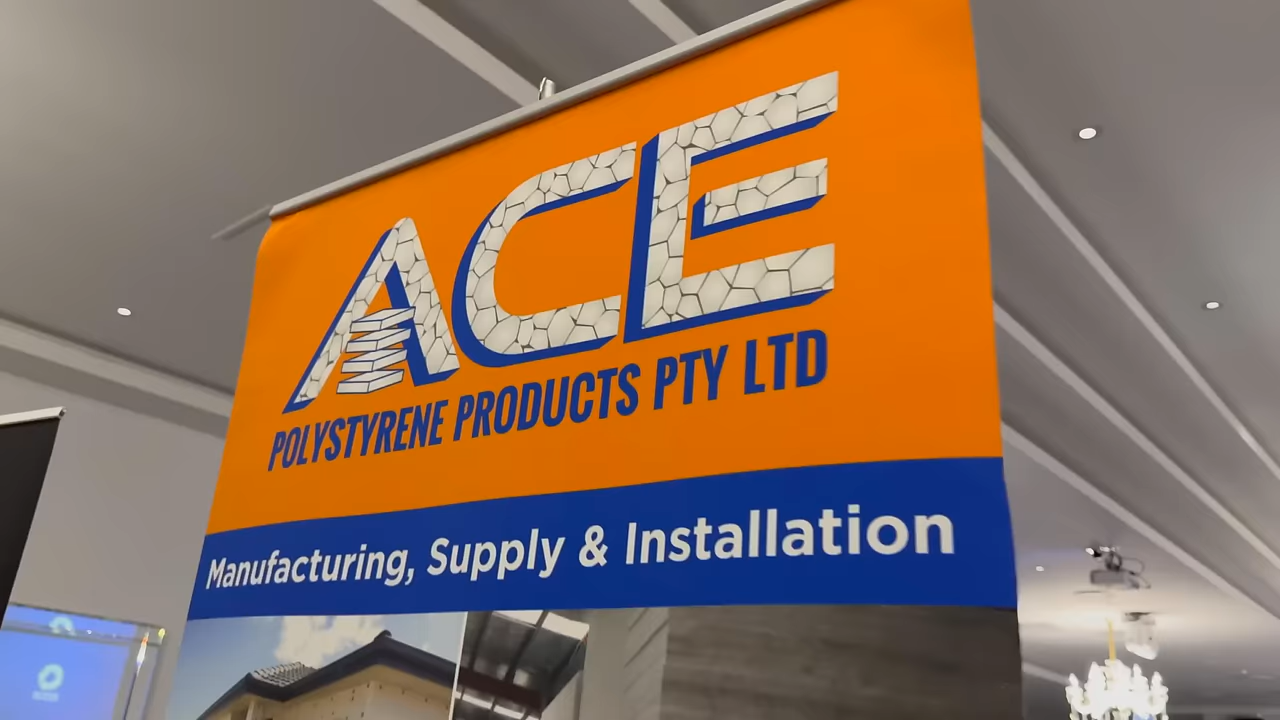 ACE
POLYSTYRENE PRODUCTS PTY LTD
Manufacturing, Supply & Installation